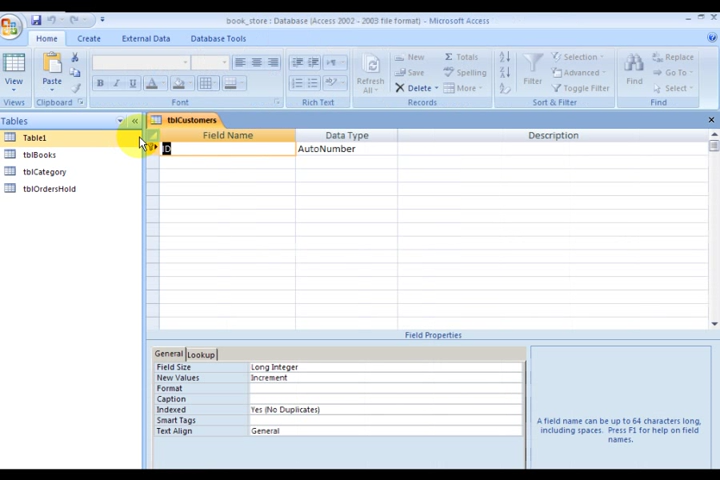 book_store : Database (Access 2002 - 2003 file format) - Microsoft Access
Home Create External Data Database Tools
View
Views
Paste
Clipboard
B I U A
Font
Rich Text
Refresh All
New
Save
Delete
Totals
Spelling
More
Records
Filter
Selection
Advanced
Sort & Filter
Find
Replace
Go To
Select
Find
Tables
Table1
tblBooks
tblCategory
tblOrdersHold
tblCustomers
Field Name Data Type Description
ID AutoNumber
Field Properties
General Lookup
Field Size Long Integer
New Values Increment
Format
Caption
Indexed Yes (No Duplicates)
Smart Tags
Text Align General
A field name can be up to 64 characters long,
including spaces. Press F1 for help on field
names.